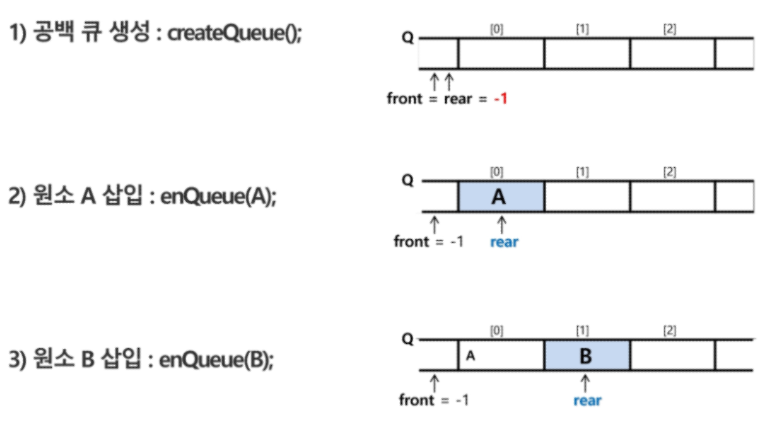 1) 공백 큐 생성 : createQueue();
Q [0] [1] [2]
front = rear = -1
2) 원소 A 삽입 : enQueue(A);
Q [0] [1] [2]
A
front = -1 rear
3) 원소 B 삽입 : enQueue(B);
Q [0] [1] [2]
A B
front = -1 rear